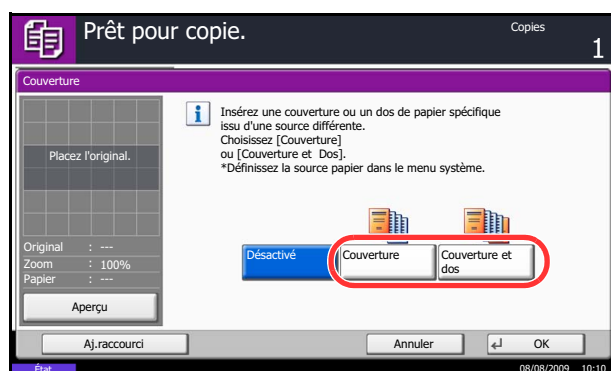 Prêt pour copie.
Copies
1
Couverture
Placez l'original.
Original : ---
Zoom : 100%
Papier : ---
Aperçu
Insérez une couverture ou un dos de papier spécifique
issu d'une source différente.
Choisissez [Couverture]
ou [Couverture et Dos].
*Définissez la source papier dans le menu système.
Désactivé
Couverture
Couverture et
dos
Aj.raccourci
Annuler
OK
État
08/08/2009 10:10